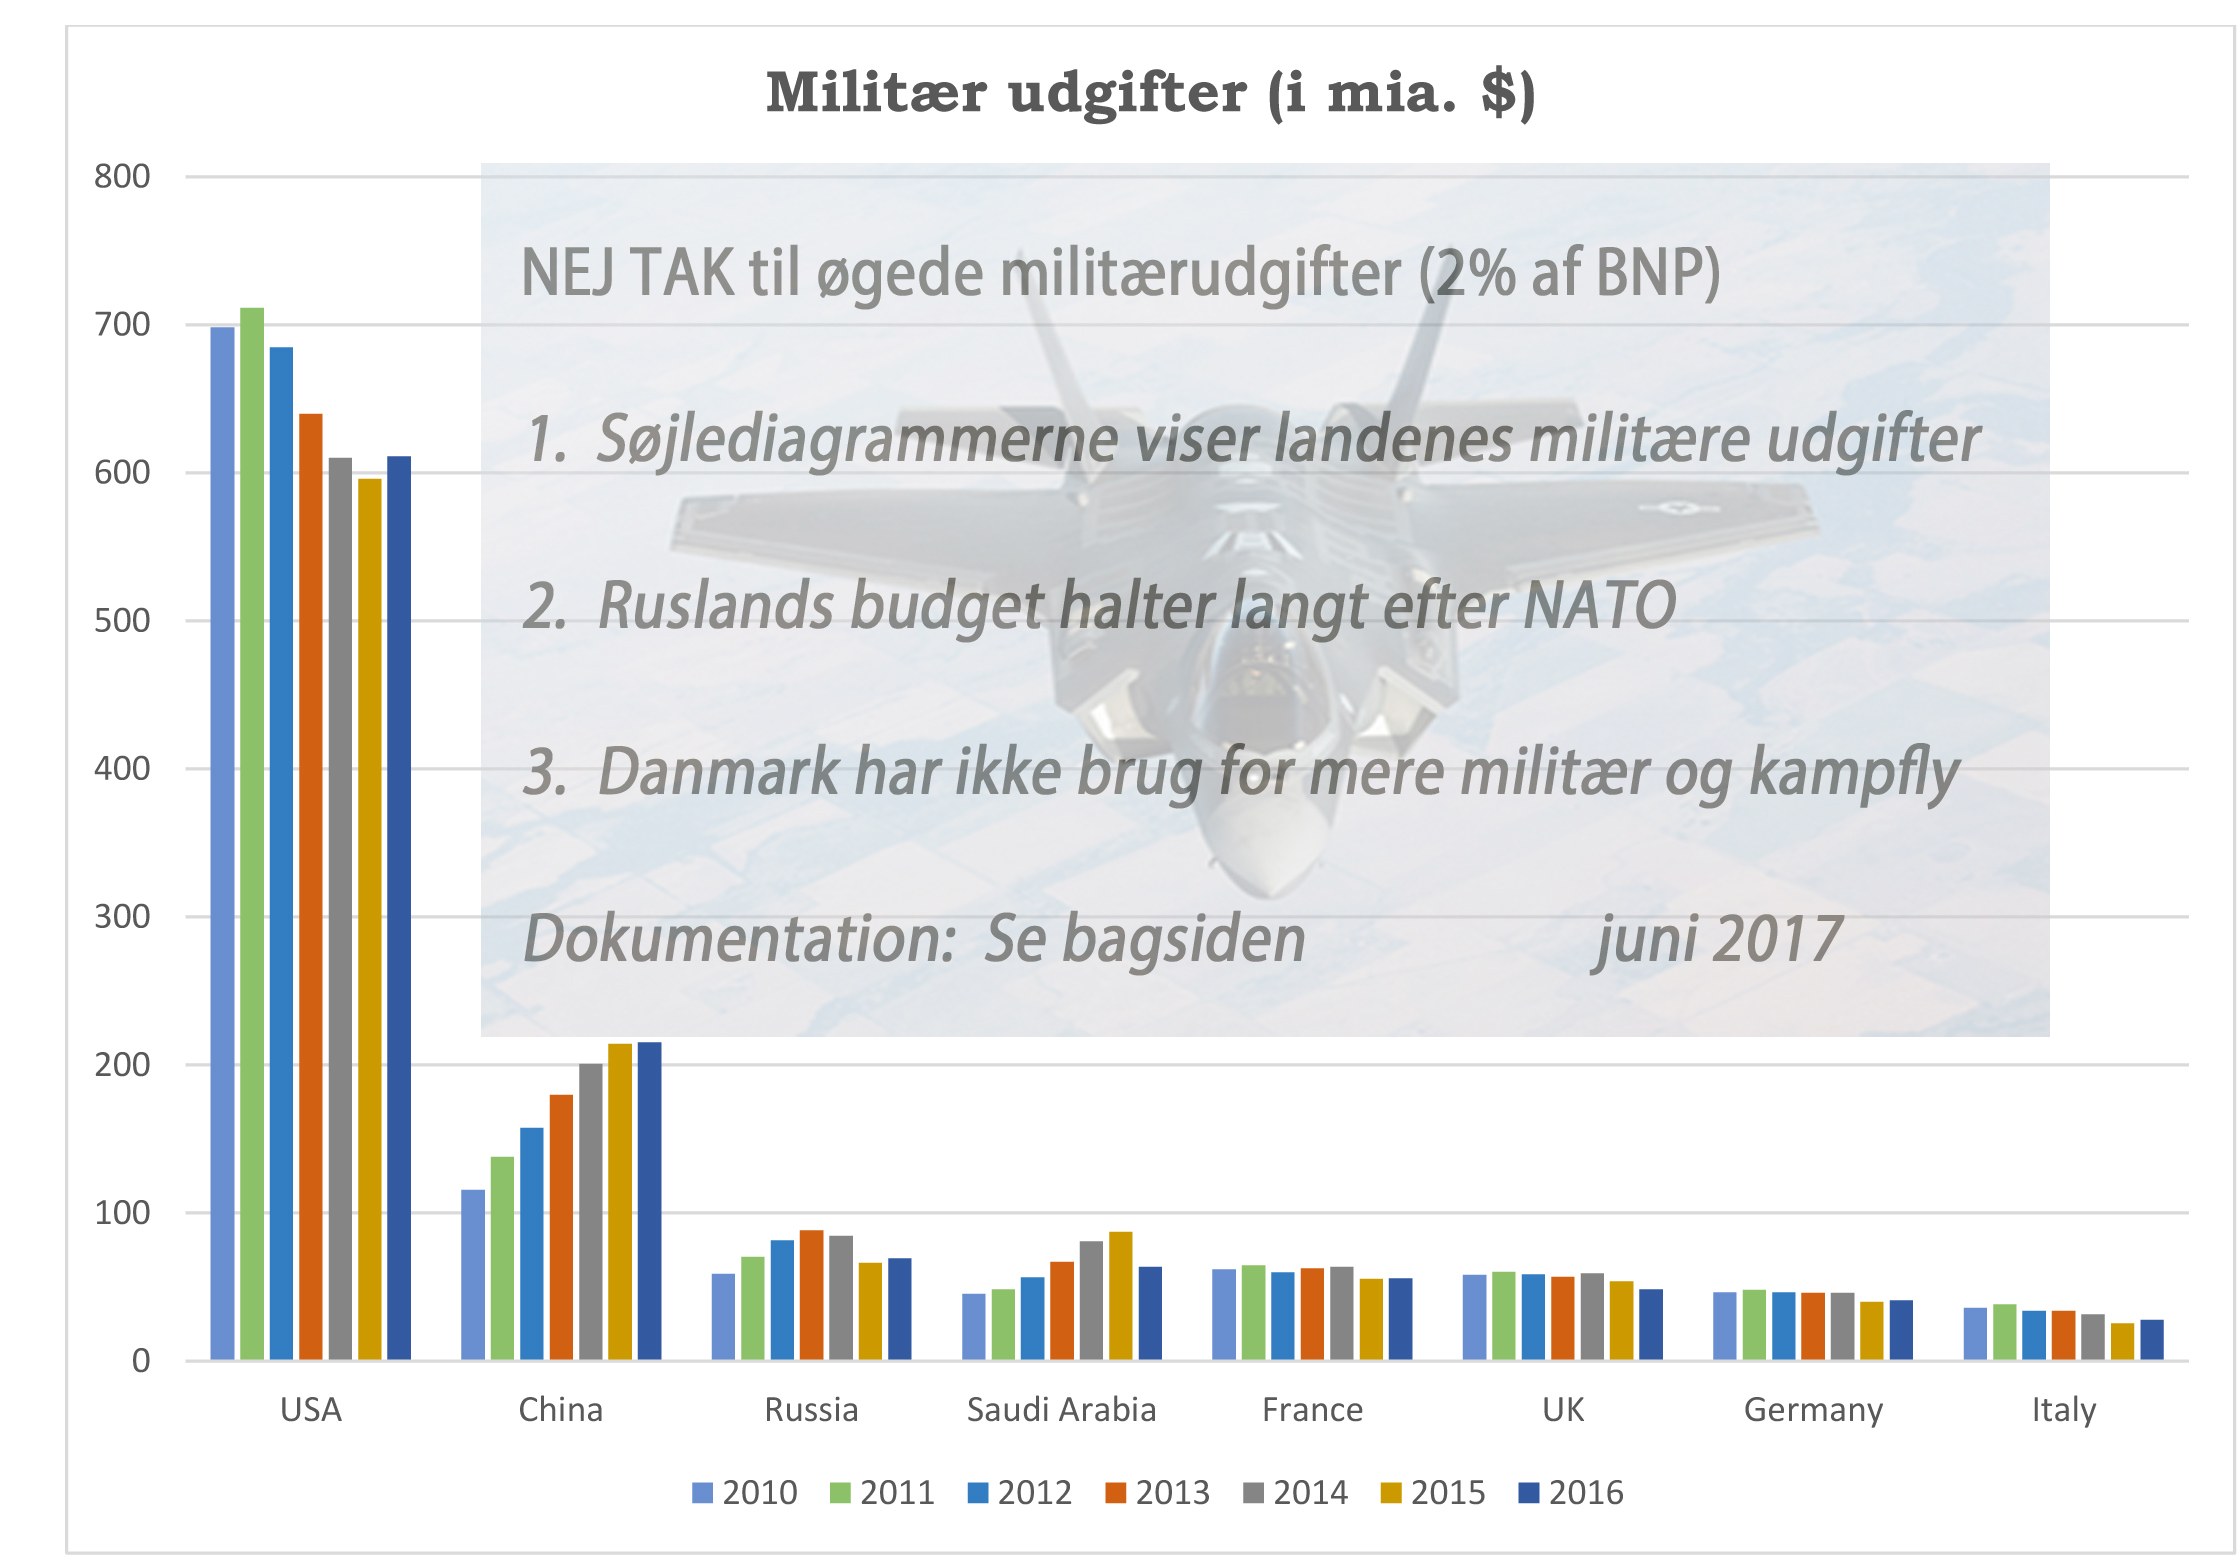 Militær udgifter (i mia. $)
800
NEJ TAK til øgede militærudgifter (2% af BNP)
700
1. Søjlediagrammerne viser landenes militære udgifter
600
2. Ruslands budget halter langt efter NATO
500
3. Danmark har ikke brug for mere militær og kampfly
400
300
Dokumentation: Se bagsiden juni 2017
200
100
0
USA China Russia Saudi Arabia France UK Germany Italy
2010 2011 2012 2013 2014 2015 2016